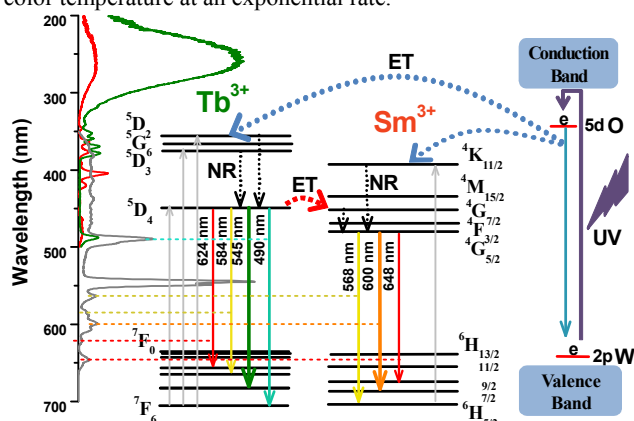 color temperature at an exponential rate.
200
300
400
500
600
700
Wavelength (nm)
ET
Conduction
Band
Tb3+
Sm3+
e
5d O
5D2
5G6
5D3
NR
ET
NR
4K11/2
4M15/2
4G7/2
4F3/2
4G5/2
UV
5D4
624 nm
584 nm
545 nm
490 nm
568 nm
600 nm
648 nm
7F0
7F6
6H13/2
11/2
9/2
7/2
6H5/2
e
2p W
Valence
Band